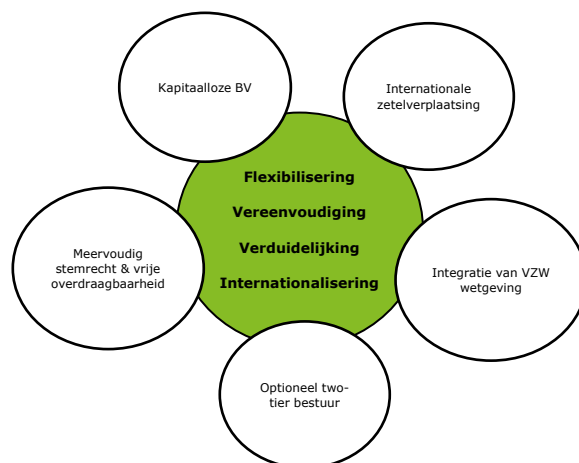 Kapitaalloze BV
Internationale
zetelverplaatsing
Flexibilisering
Vereenvoudiging
Verduidelijking
Internationalisering
Meervoudig
stemrecht & vrije
overdraagbaarheid
Integratie van VZW
wetgeving
Optioneel two-
tier bestuur